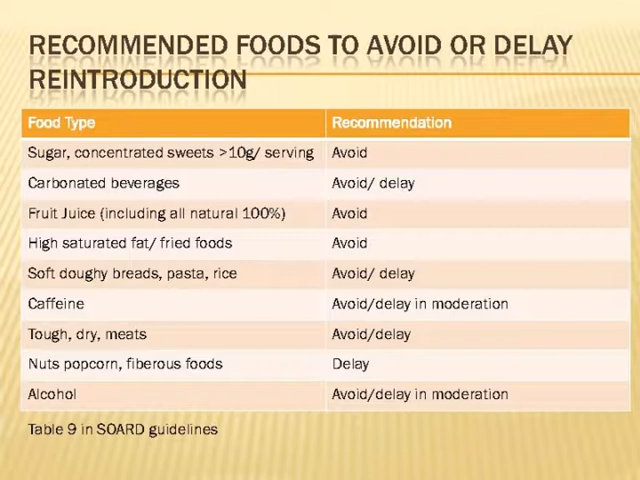 RECOMMENDED FOODS TO AVOID OR DELAY
REINTRODUCTION
Food Type Recommendation
Sugar, concentrated sweets >10g/ serving Avoid
Carbonated beverages Avoid/ delay
Fruit Juice (including all natural 100%) Avoid
High saturated fat/ fried foods Avoid
Soft doughy breads, pasta, rice Avoid/ delay
Caffeine Avoid/delay in moderation
Tough, dry, meats Avoid/delay
Nuts popcorn, fiberous foods Delay
Alcohol Avoid/delay in moderation
Table 9 in SOARD guidelines